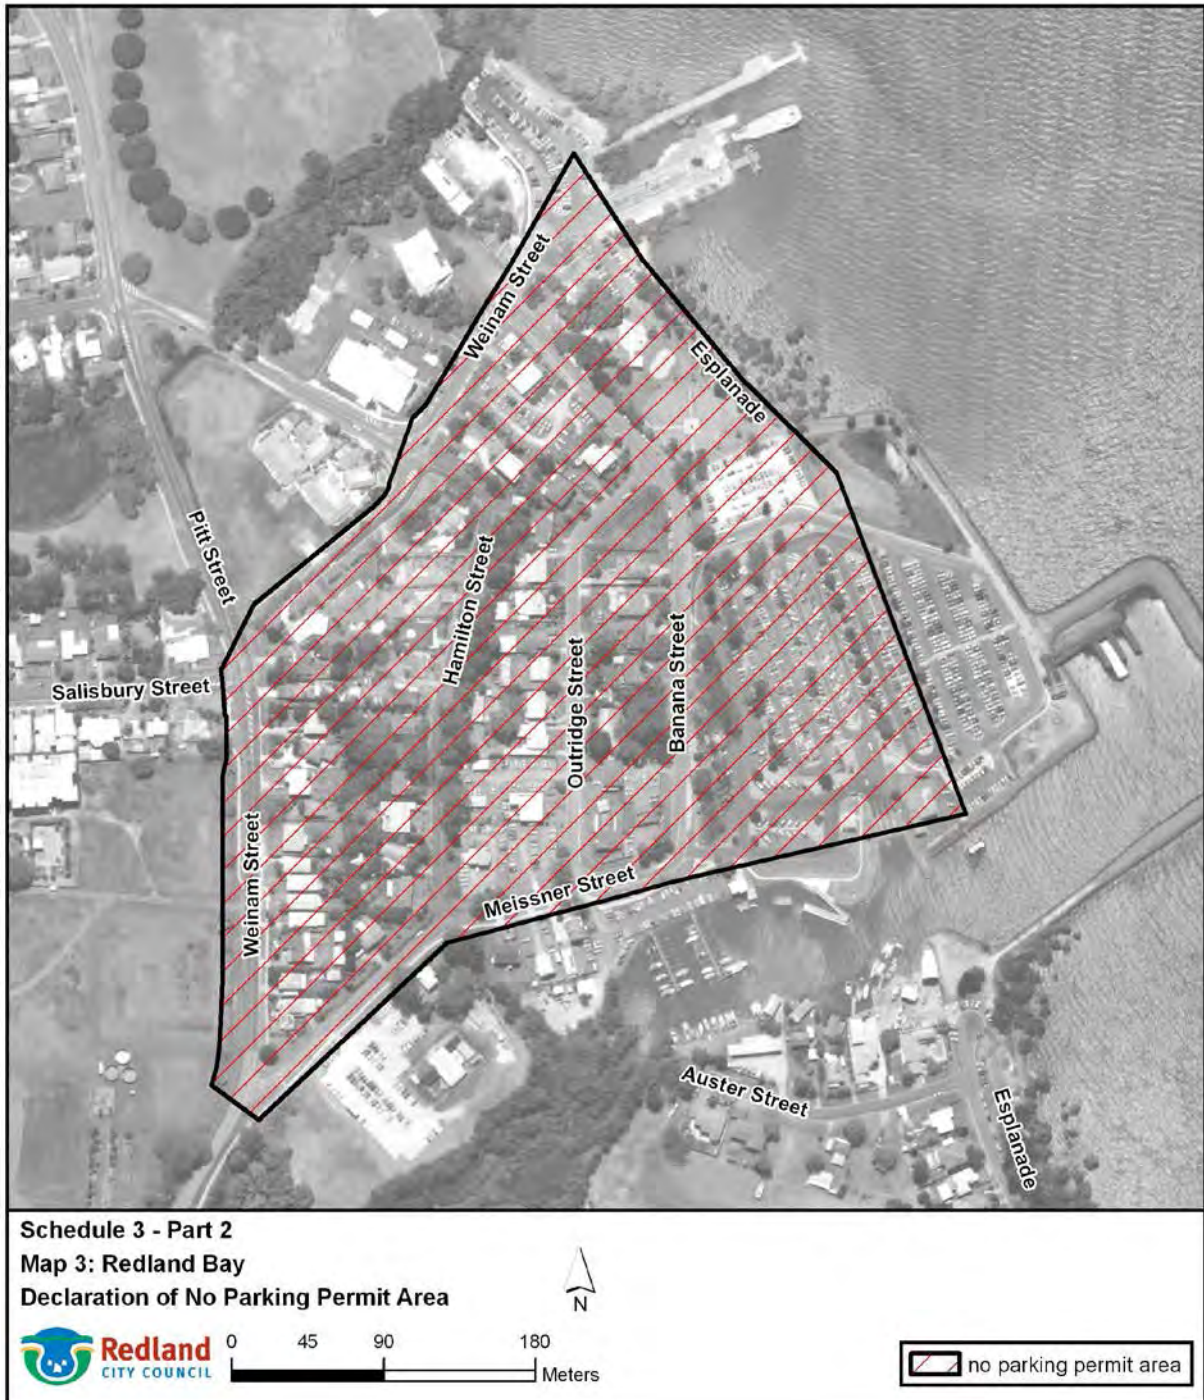 Weinam Street
Esplanade
Pitt Street
Hamilton Street
Salisbury Street
Outridge Street
Banana Street
Weinam Street
Meissner Street
Auster Street
Esplanade
Schedule 3 - Part 2
Map 3: Redland Bay
Declaration of No Parking Permit Area
N
Redland
CITY COUNCIL
0 45 90 180
Meters
no parking permit area